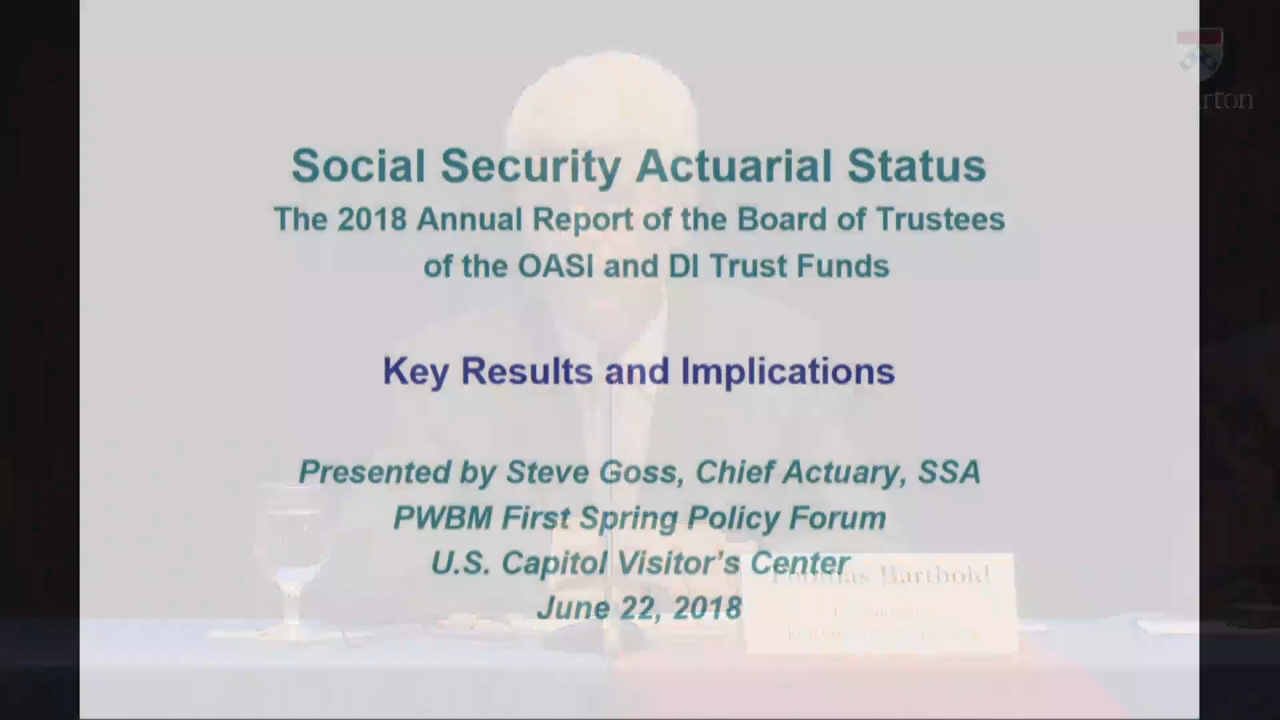 Social Security Actuarial Status
The 2018 Annual Report of the Board of Trustees
of the OASI and DI Trust Funds
Key Results and Implications
Presented by Steve Goss, Chief Actuary, SSA
PWBM First Spring Policy Forum
U.S. Capitol Visitor's Center
June 22, 2018
Thomas Barthold